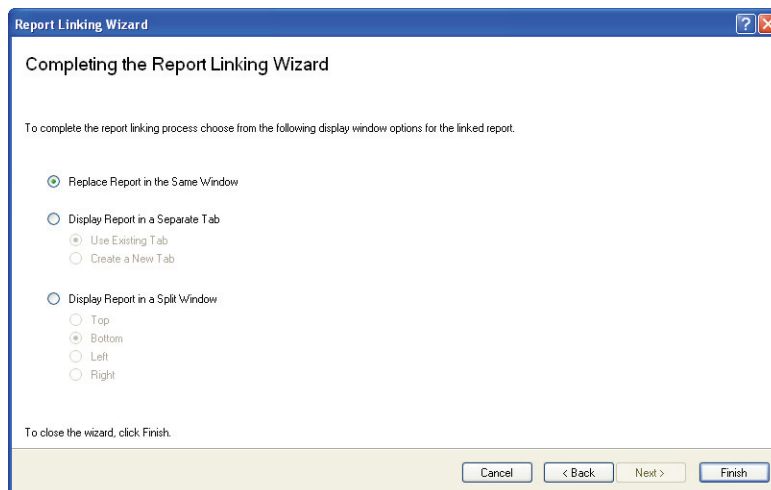 Report Linking Wizard
Completing the Report Linking Wizard
To complete the report linking process choose from the following display window options for the linked report.
Replace Report in the Same Window
Display Report in a Separate Tab
Use Existing Tab
Create a New Tab
Display Report in a Split Window
Top
Bottom
Left
Right
To close the wizard, click Finish.
Cancel < Back Next > Finish